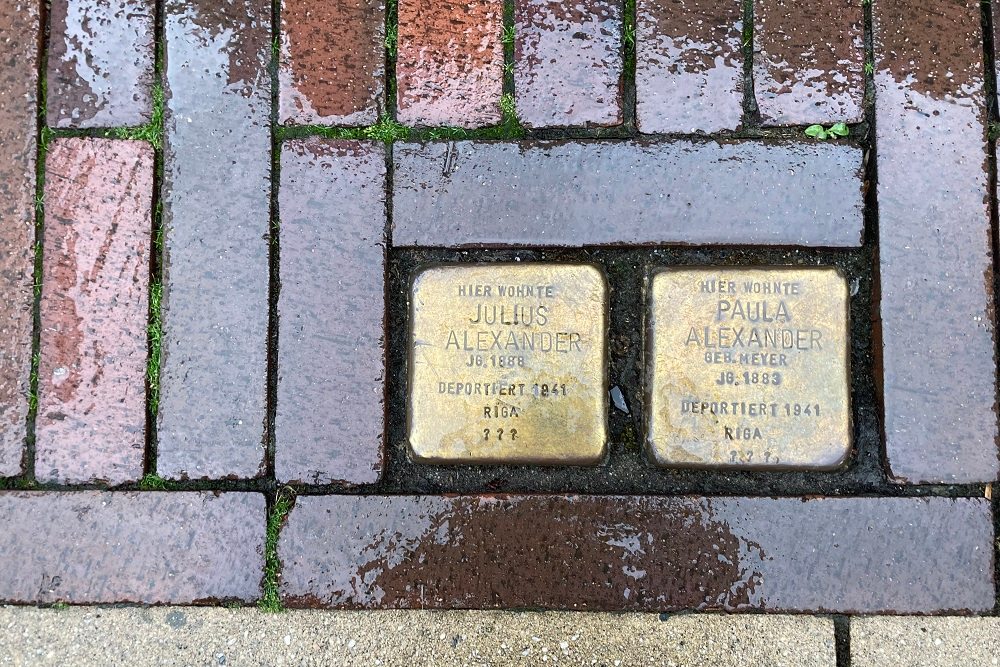 HIER WOHNTE
JULIUS
ALEXANDER
JG. 1888
DEPORTIERT 1941
RIGA
? ? ?
HIER WOHNTE
PAULA
ALEXANDER
GEB. MEYER
JG. 1883
DEPORTIERT 1941
RIGA
? ? ?